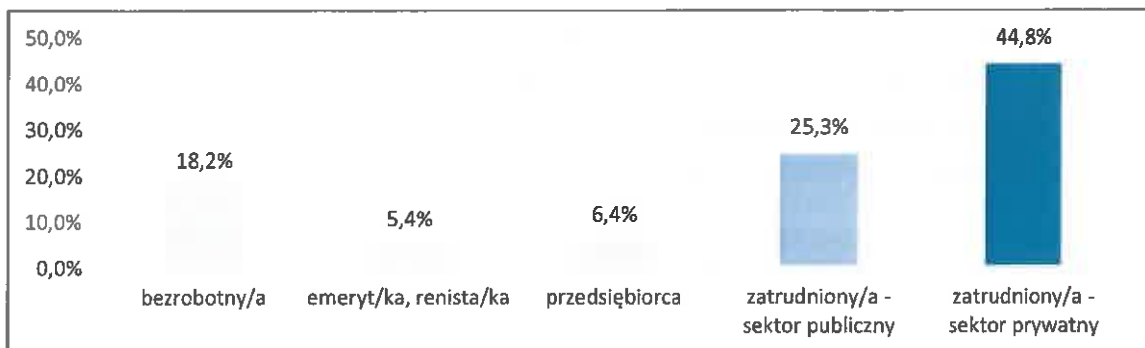 50,0%
40,0%
30,0%
20,0%
10,0%
0,0%
18,2%
5,4%
6,4%
25,3%
44,8%
bezrobotny/a
emeryt/ka, renista/ka
przedsiębiorca
zatrudniony/a -
sektor publiczny
zatrudniony/a -
sektor prywatny